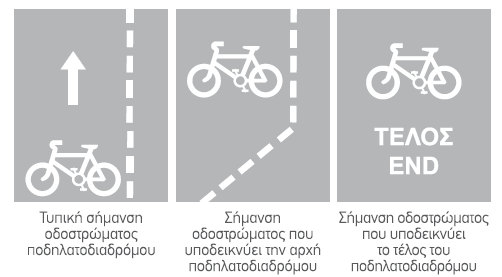 ΤΕΛΟΣ
END
Τυπική σήμανση
οδοστρώματος
ποδηλατοδιαδρόμου
Σήμανση
οδοστρώματος που
υποδεικνύει την αρχή
ποδηλατοδιαδρόμου
Σήμανση οδοστρώματος
που υποδεικνύει
το τέλος του
ποδηλατοδιαδρόμου